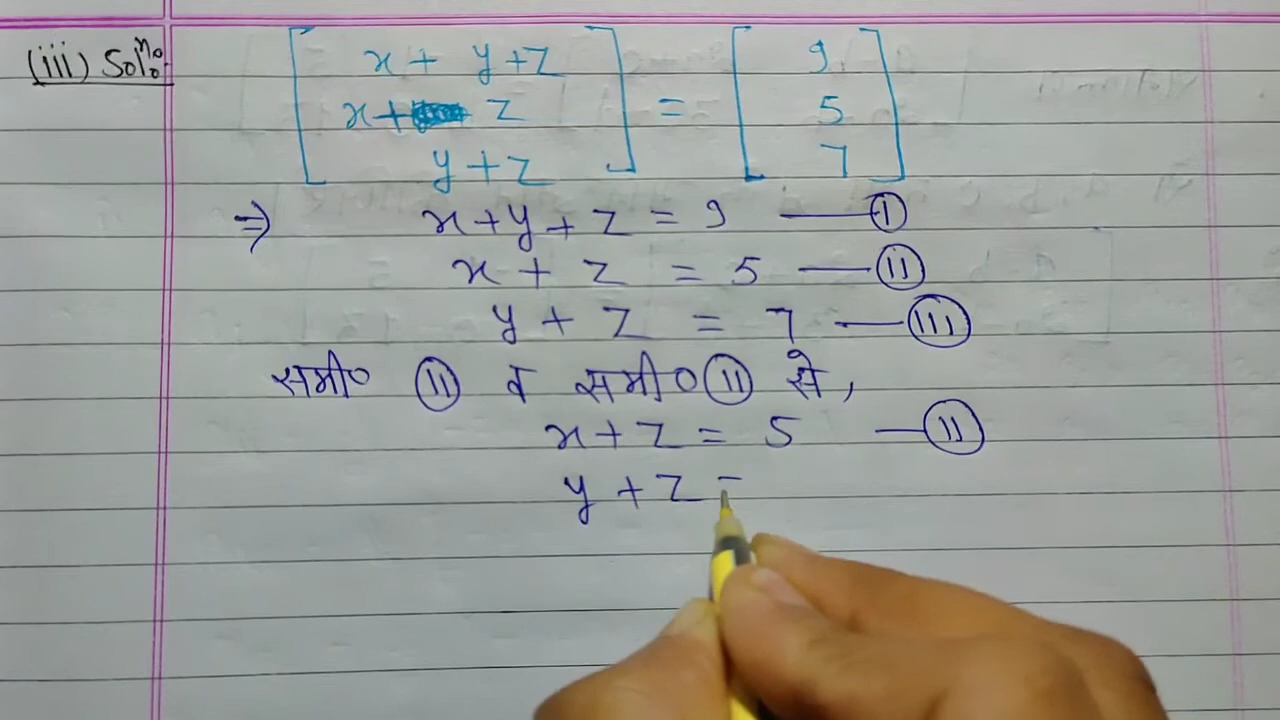 (iii) Solⁿ:
[ x + y + z ] = [ 9 ]
[ x + z ] [ 5 ]
[ y + z ] [ 7 ]
⇒ x + y + z = 9 — (I)
x + z = 5 — (II)
y + z = 7 — (III)
समी० (II) व समी० (II) से,
x + z = 5 — (II)
y + z =